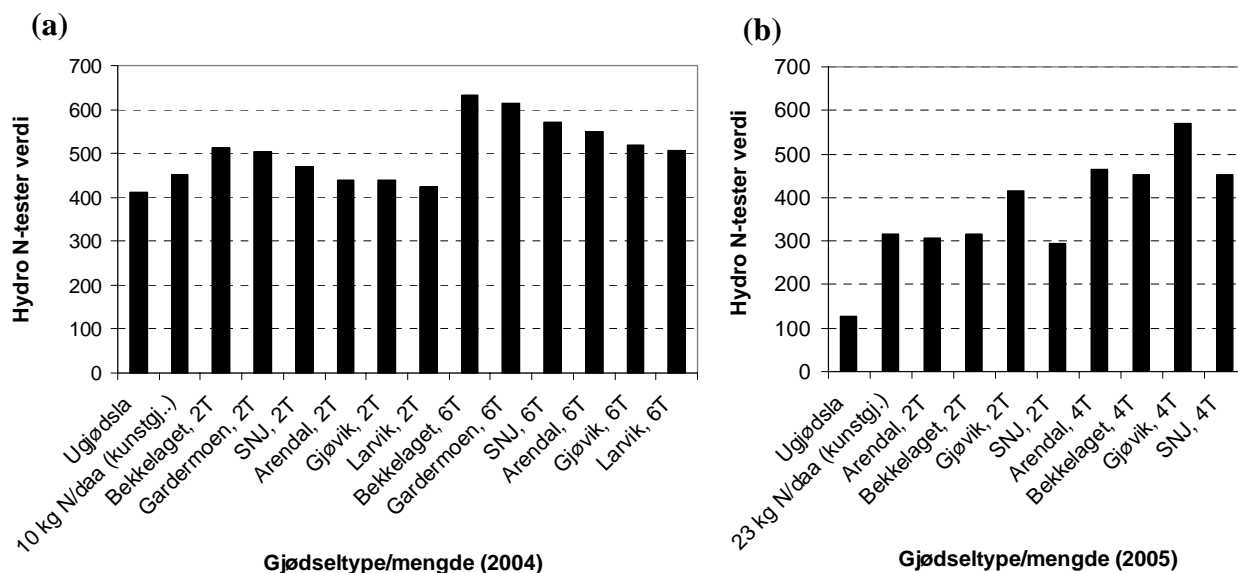 (a)
Hydro N-tester verdi
700
600
500
400
300
200
100
0
Ugjødsla
10 kg N/daa (kunstgj..)
Bekkelaget, 2T
Gardermoen, 2T
SNJ, 2T
Arendal, 2T
Gjøvik, 2T
Larvik, 2T
Bekkelaget, 6T
Gardermoen, 6T
SNJ, 6T
Arendal, 6T
Gjøvik, 6T
Larvik, 6T
Gjødseltype/mengde (2004)
(b)
Hydro N-tester verdi
700
600
500
400
300
200
100
0
Ugjødsla
23 kg N/daa (kunstgj.)
Arendal, 2T
Bekkelaget, 2T
Gjøvik, 2T
SNJ, 2T
Arendal, 4T
Bekkelaget, 4T
Gjøvik, 4T
SNJ, 4T
Gjødseltype/mengde (2005)